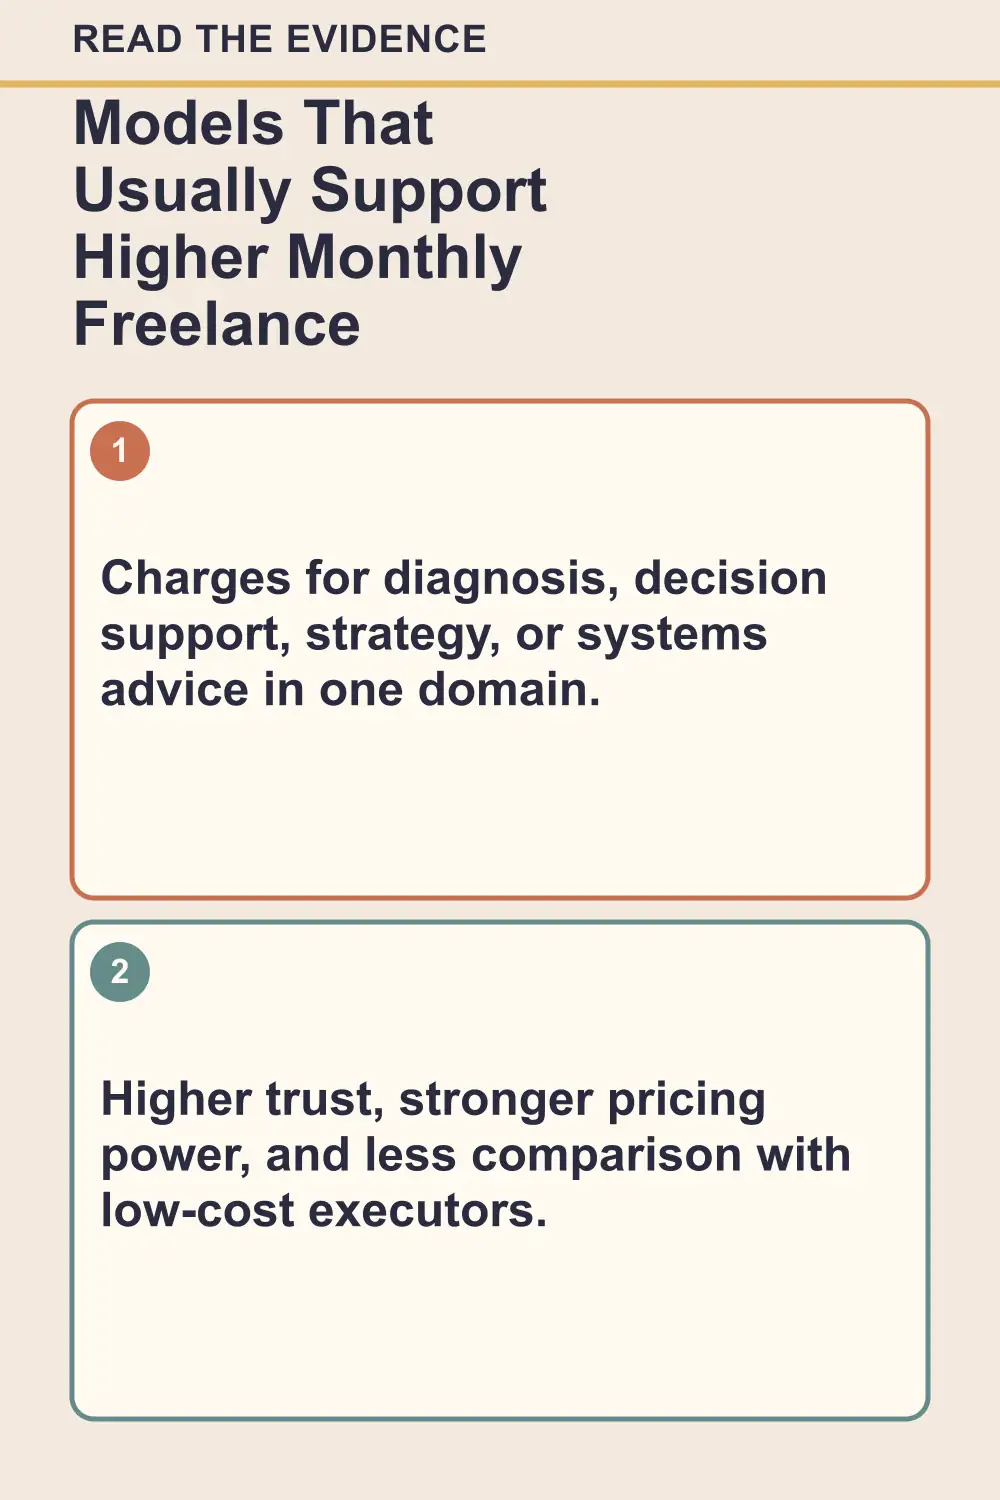 READ THE EVIDENCE
Models That
Usually Support
Higher Monthly
Freelance
1
Charges for diagnosis, decision
support, strategy, or systems
advice in one domain.
2
Higher trust, stronger pricing
power, and less comparison with
low-cost executors.